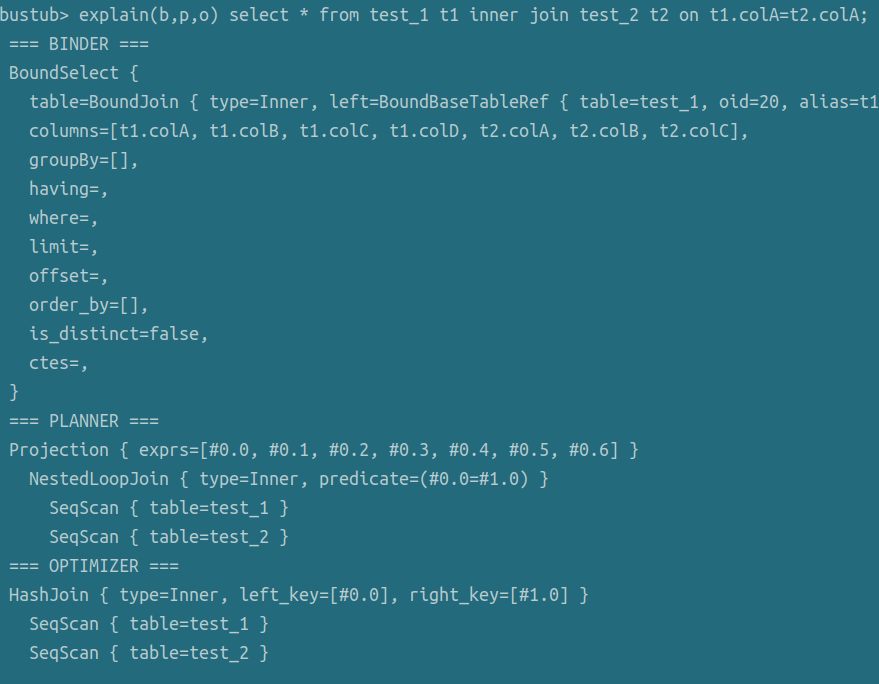 bustub> explain(b,p,o) select * from test_1 t1 inner join test_2 t2 on t1.colA=t2.colA;
=== BINDER ===
BoundSelect {
  table=BoundJoin { type=Inner, left=BoundBaseTableRef { table=test_1, oid=20, alias=t1
  columns=[t1.colA, t1.colB, t1.colC, t1.colD, t2.colA, t2.colB, t2.colC],
  groupBy=[],
  having=,
  where=,
  limit=,
  offset=,
  order_by=[],
  is_distinct=false,
  ctes=,
}
=== PLANNER ===
Projection { exprs=[#0.0, #0.1, #0.2, #0.3, #0.4, #0.5, #0.6] }
  NestedLoopJoin { type=Inner, predicate=(#0.0=#1.0) }
    SeqScan { table=test_1 }
    SeqScan { table=test_2 }
=== OPTIMIZER ===
HashJoin { type=Inner, left_key=[#0.0], right_key=[#1.0] }
  SeqScan { table=test_1 }
  SeqScan { table=test_2 }